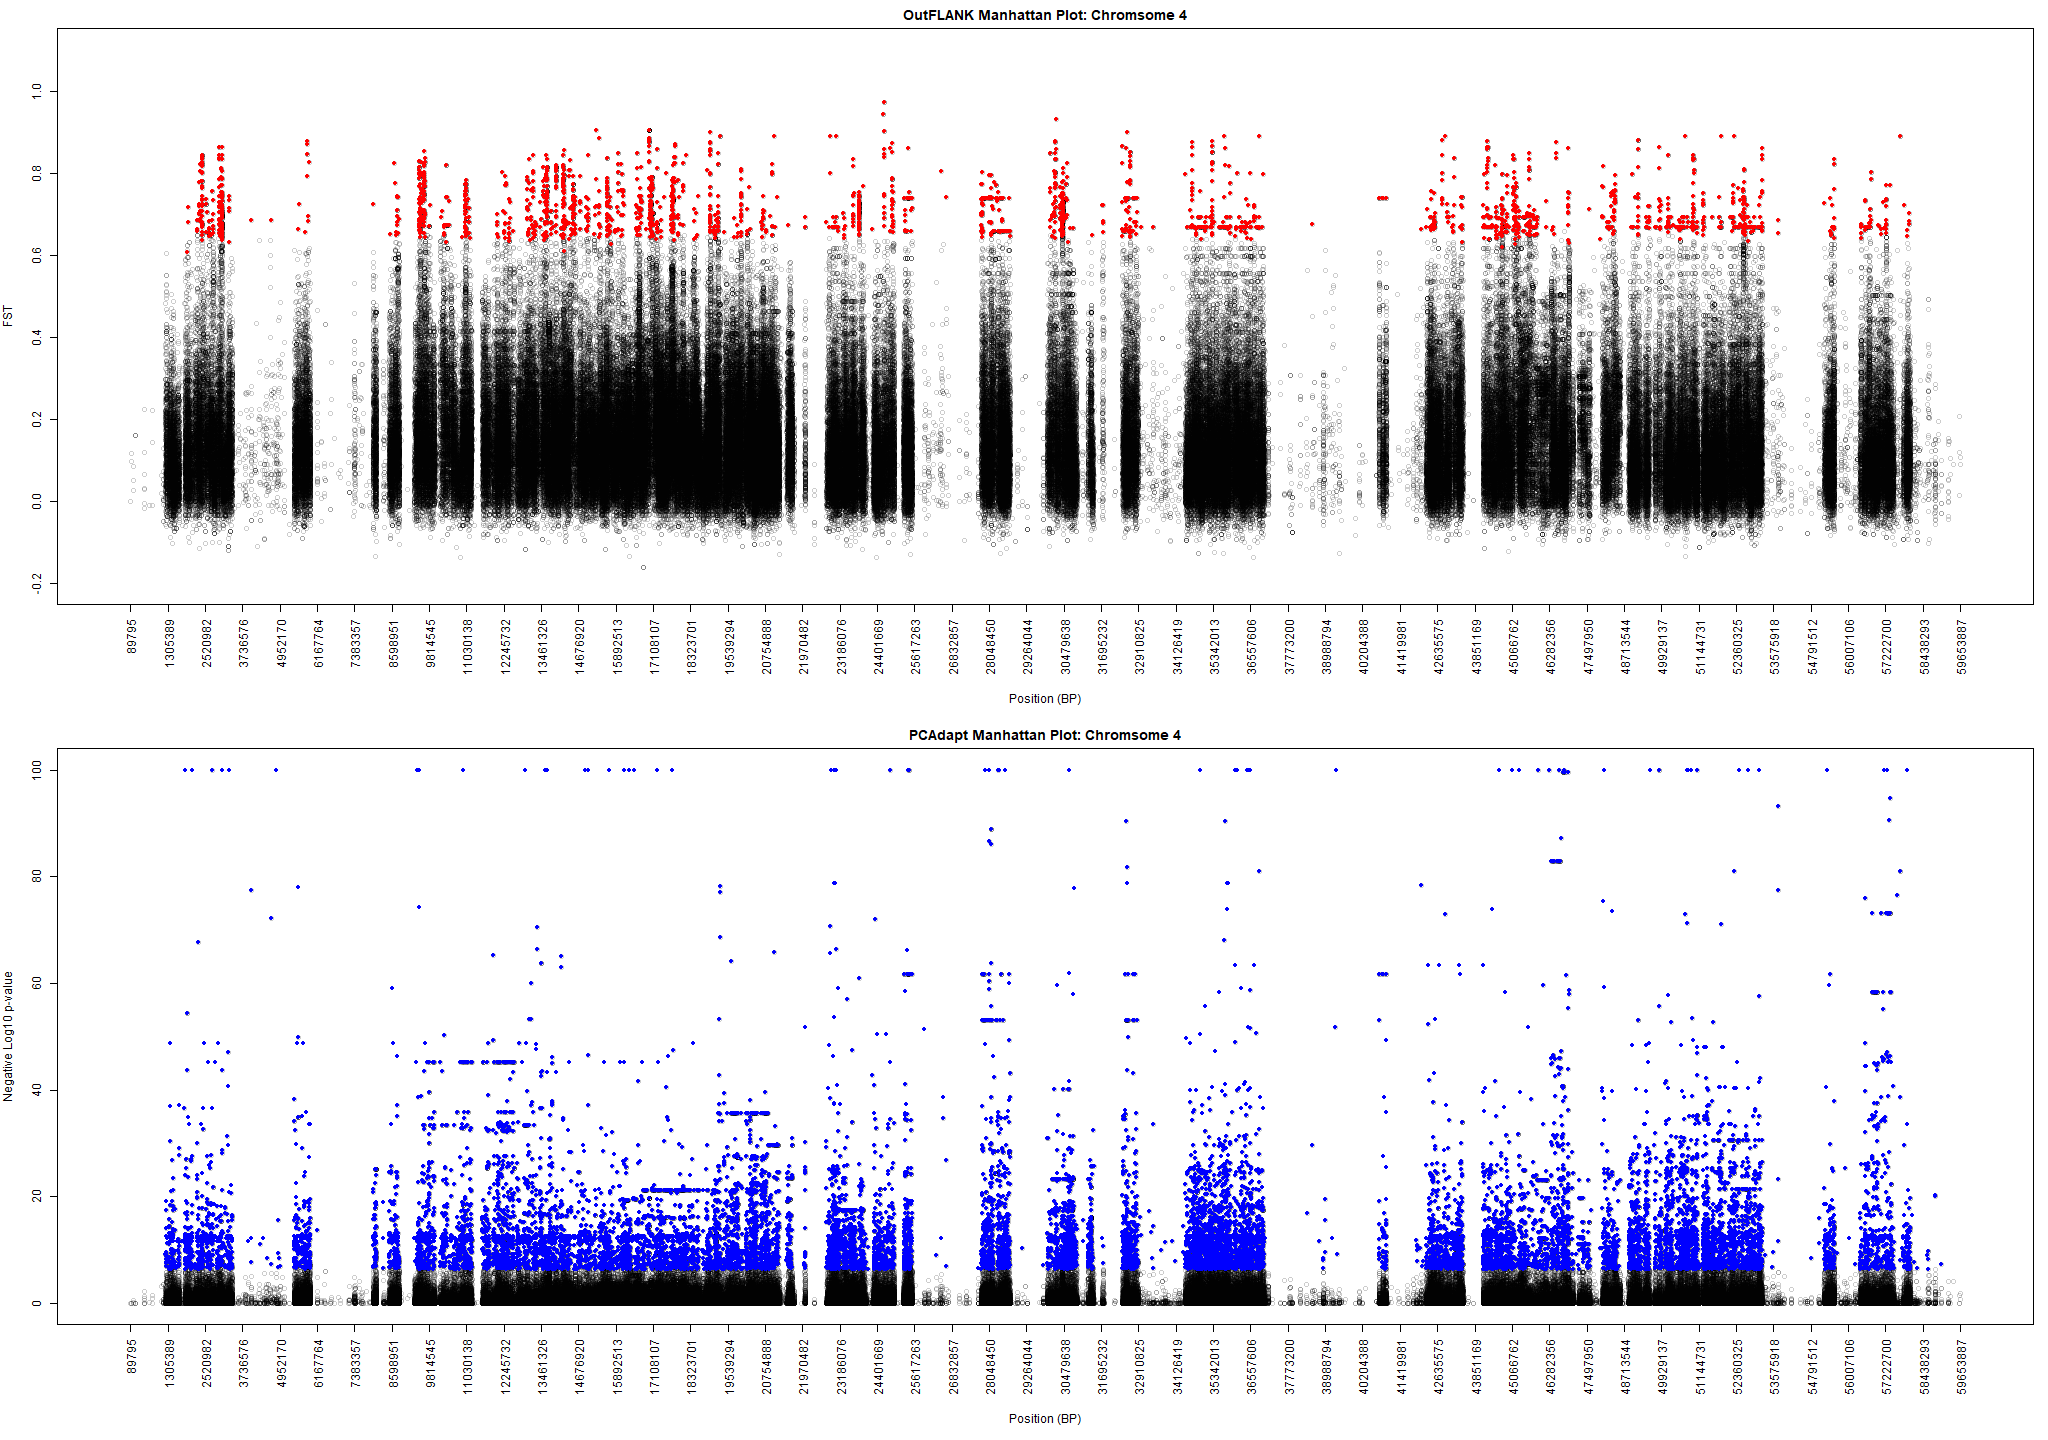 OutFLANK Manhattan Plot: Chromsome 4
FST
1.0
0.8
0.6
0.4
0.2
0.0
-0.2
89795 1305389 2520982 3736576 4952170 6167764 7383357 8598951 9814545 11030138 12245732 13461326 14676920 15892513 17108107 18323701 19539294 20754888 21970482 23186076 24401669 25617263 26832857 28048450 29264044 30479638 31695232 32910825 34126419 35342013 36557606 37773200 38988794 40204388 41419981 42635575 43851169 45066762 46282356 47497950 48713544 49929137 51144731 52360325 53575918 54791512 56007106 57222700 58438293 59653887
Position (BP)
PCAdapt Manhattan Plot: Chromsome 4
Negative Log10 p-value
100
80
60
40
20
0
89795 1305389 2520982 3736576 4952170 6167764 7383357 8598951 9814545 11030138 12245732 13461326 14676920 15892513 17108107 18323701 19539294 20754888 21970482 23186076 24401669 25617263 26832857 28048450 29264044 30479638 31695232 32910825 34126419 35342013 36557606 37773200 38988794 40204388 41419981 42635575 43851169 45066762 46282356 47497950 48713544 49929137 51144731 52360325 53575918 54791512 56007106 57222700 58438293 59653887
Position (BP)